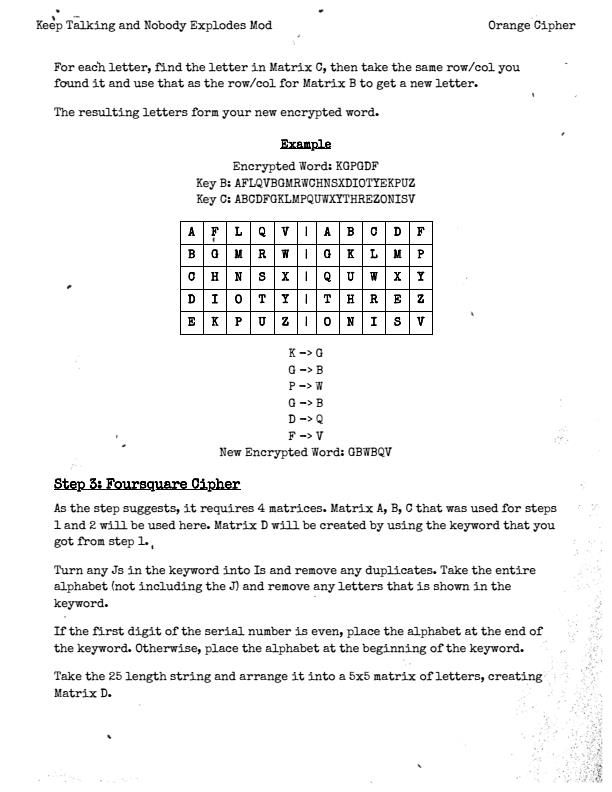 Keep Talking and Nobody Explodes Mod
Orange Cipher
For each letter, find the letter in Matrix C, then take the same row/col you
found it and use that as the row/col for Matrix B to get a new letter.
The resulting letters form your new encrypted word.
Example
Encrypted Word: KGPGDF
Key B: AFLQVBGMRWCHNSXDIOTYEKPUZ
Key C: ABCDFGKLMPQUWXYTHREZONISV
A F L Q V | A B C D F
B G M R W | G K L M P
C H N S X | Q U W X Y
D I O T Y | T H R E Z
E K P U Z | O N I S V
K -> G
G -> B
P -> W
G -> B
D -> Q
F -> V
New Encrypted Word: GBWBQV
Step 3: Foursquare Cipher
As the step suggests, it requires 4 matrices. Matrix A, B, C that was used for steps
1 and 2 will be used here. Matrix D will be created by using the keyword that you
got from step 1.
Turn any Js in the keyword into Is and remove any duplicates. Take the entire
alphabet (not including the J) and remove any letters that is shown in the
keyword.
If the first digit of the serial number is even, place the alphabet at the end of
the keyword. Otherwise, place the alphabet at the beginning of the keyword.
Take the 25 length string and arrange it into a 5x5 matrix of letters, creating
Matrix D.